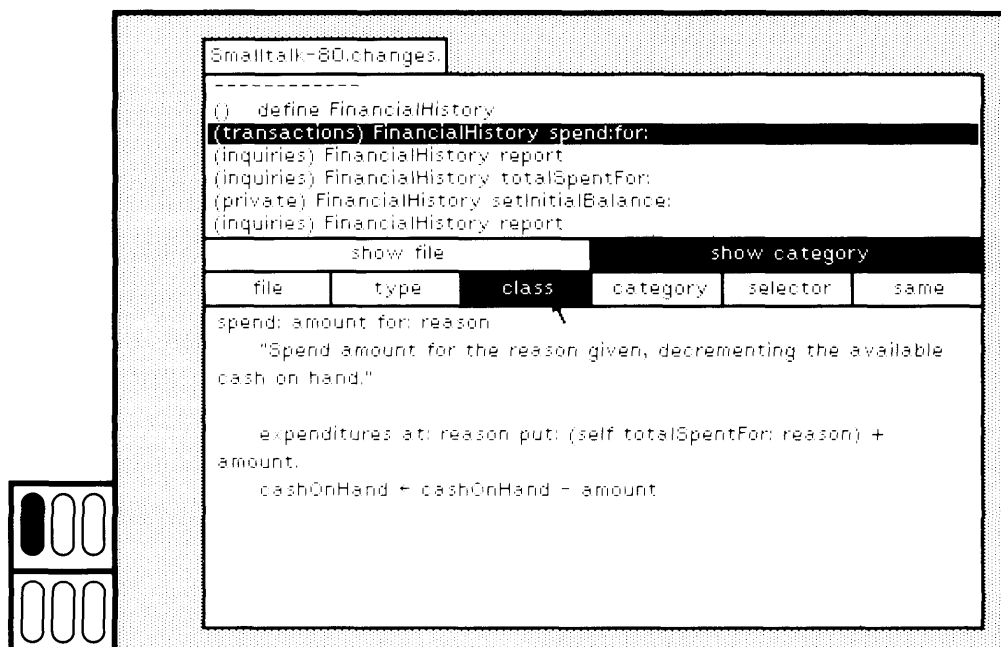 Smalltalk-80.changes.
------------
() define FinancialHistory
(transactions) FinancialHistory spend:for:
(inquiries) FinancialHistory report
(inquiries) FinancialHistory totalSpentFor:
(private) FinancialHistory setInitialBalance:
(inquiries) FinancialHistory report
show file show category
file type class category selector same
spend: amount for: reason
"Spend amount for the reason given, decrementing the available
cash on hand."
expenditures at: reason put: (self totalSpentFor: reason) +
amount.
cashOnHand ← cashOnHand - amount